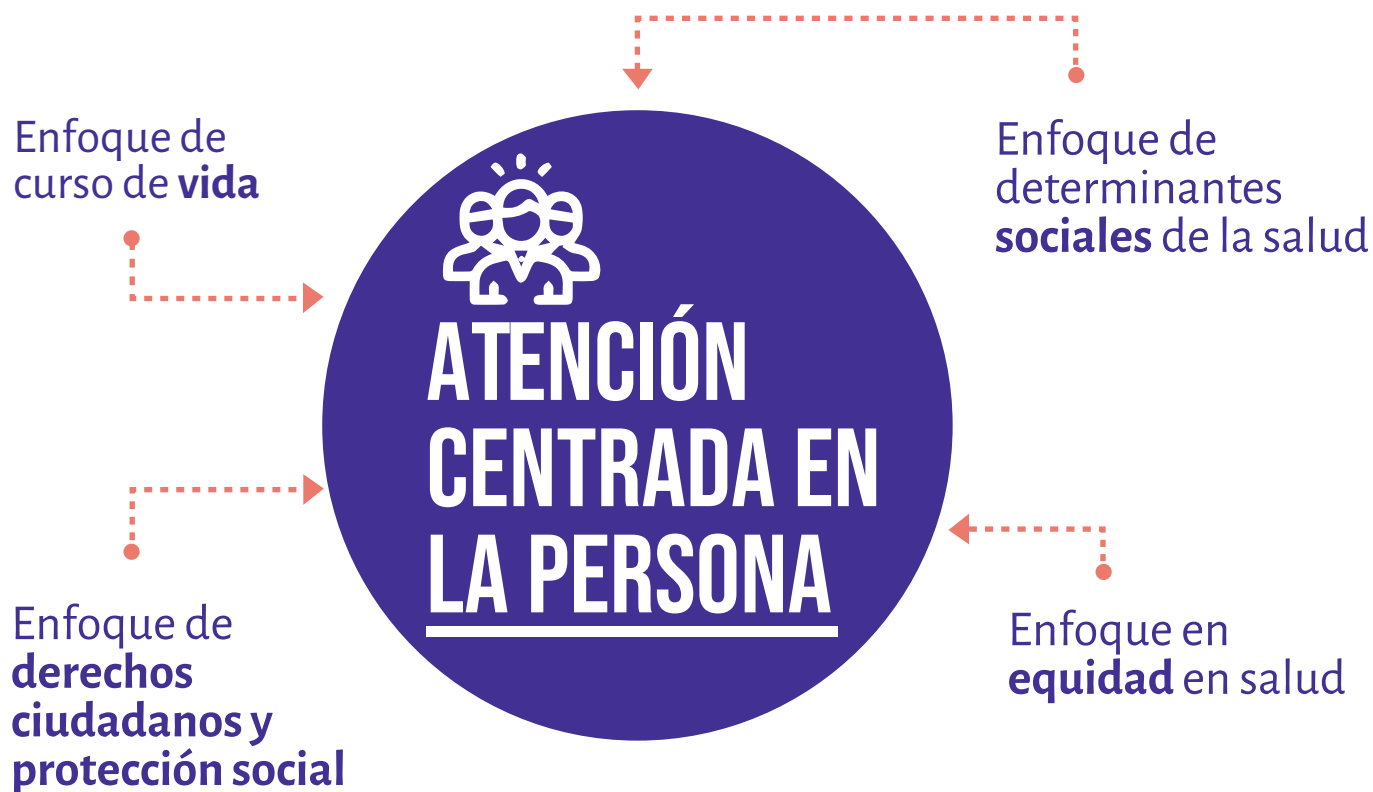 Enfoque de
curso de vida
Enfoque de
determinantes
sociales de la salud
ATENCIÓN
CENTRADA EN
LA PERSONA
Enfoque de
derechos
ciudadanos y
protección social
Enfoque en
equidad en salud